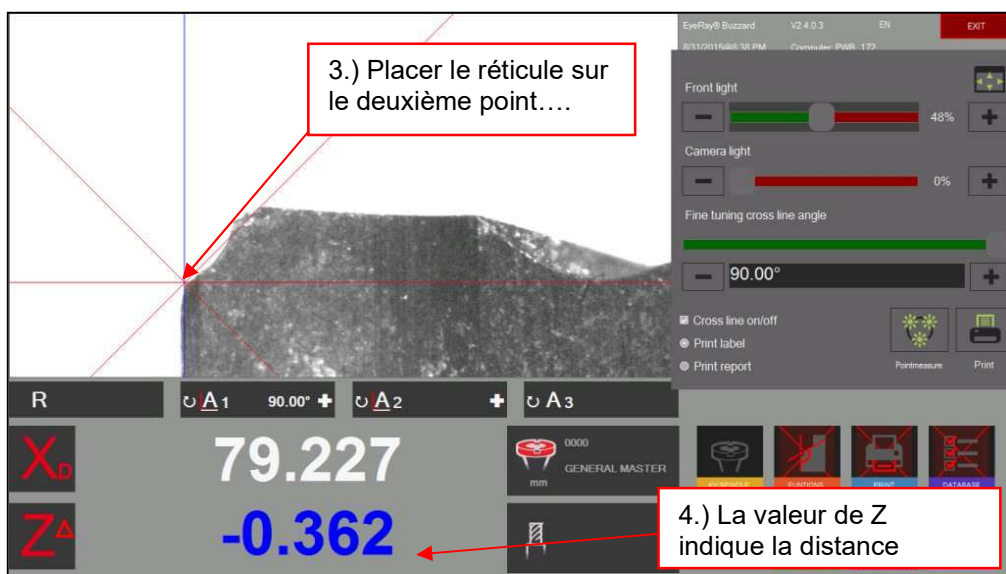 EyeRay® Buzzard V2.4.0.3 EN EXIT
8/31/2015@8:38 PM Computer: PWB_172
3.) Placer le réticule sur
le deuxième point….
Front light
48%
Camera light
0%
Fine tuning cross line angle
90.00°
Cross line on/off
Print label
Print report
Pointmeasure Print
R A1 90.00° + A2 + A3
XD 79.227
0000
GENERAL MASTER
mm
ZΔ -0.362
PRINT DATABASE
4.) La valeur de Z
indique la distance